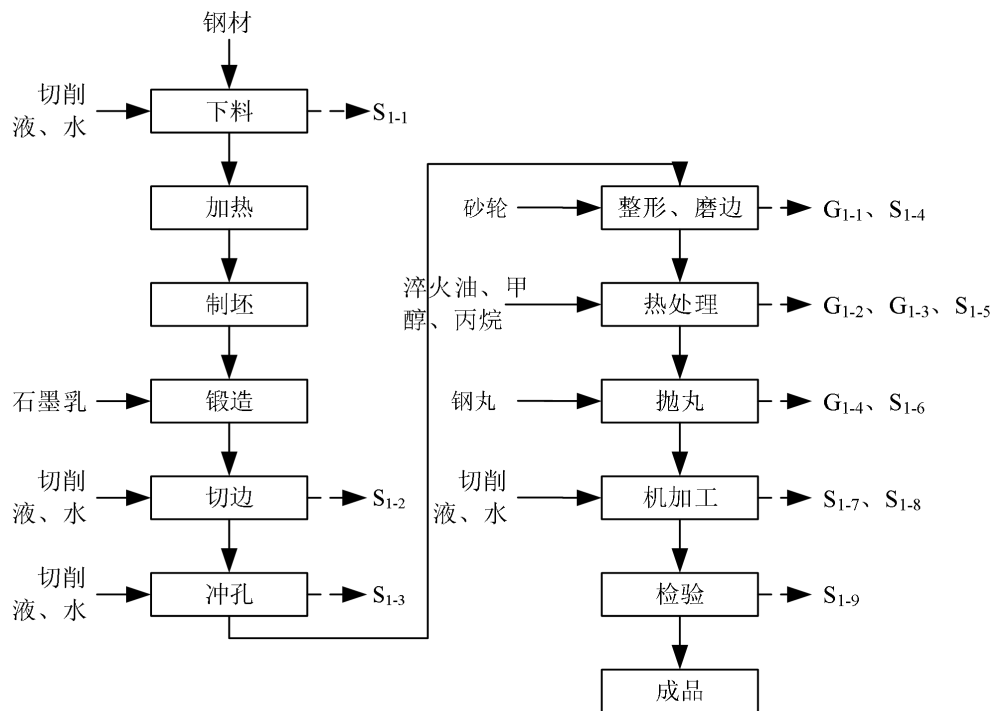 钢材
切削
液、水
下料
S1-1
加热
制坯
石墨乳
锻造
切削
液、水
切边
S1-2
切削
液、水
冲孔
S1-3
砂轮
整形、磨边
G1-1、S1-4
淬火油、甲
醇、丙烷
热处理
G1-2、G1-3、S1-5
钢丸
抛丸
G1-4、S1-6
切削
液、水
机加工
S1-7、S1-8
检验
S1-9
成品